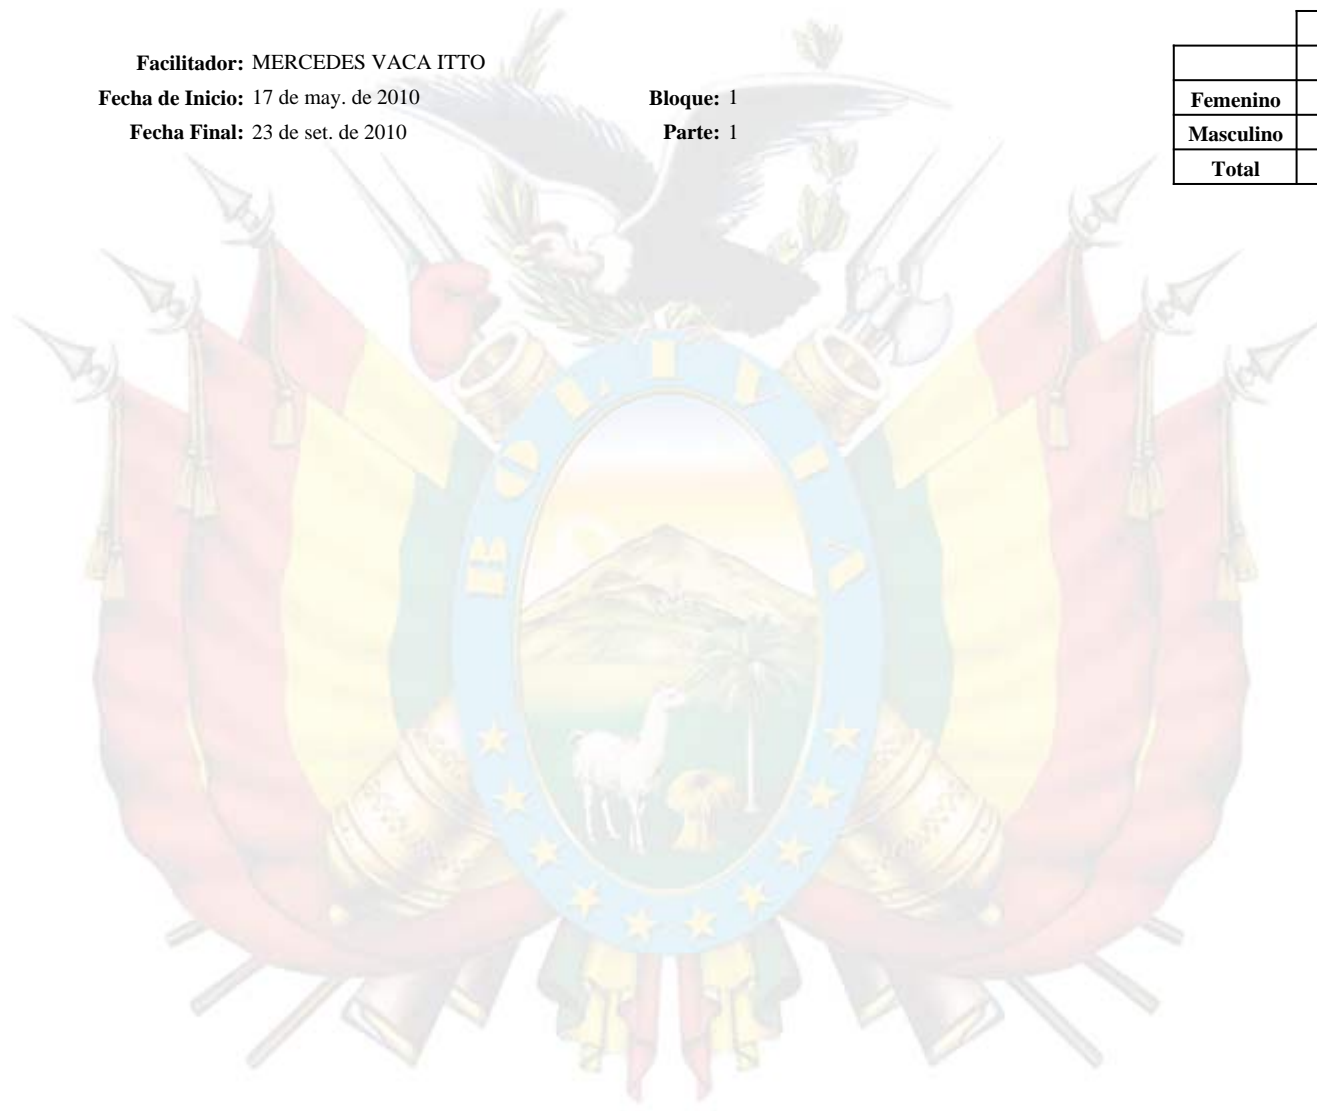 Facilitador: MERCEDES VACA ITTO
Fecha de Inicio: 17 de may. de 2010 Bloque: 1
Fecha Final: 23 de set. de 2010 Parte: 1
Femenino
Masculino
Total
BOLIVIA